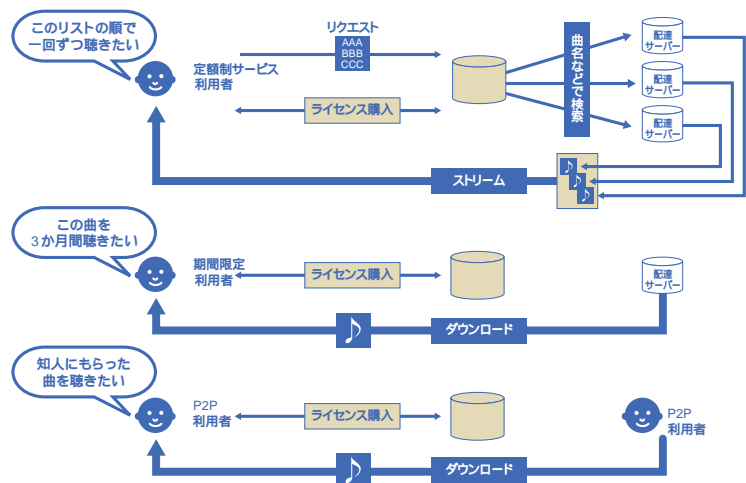 このリストの順で
一回ずつ聴きたい
定額制サービス
利用者
リクエスト
AAA
BBB
CCC
ライセンス購入
曲名などで検索
配達
サーバー
配達
サーバー
配達
サーバー
ストリーム
この曲を
3か月間聴きたい
期間限定
利用者
ライセンス購入
配達
サーバー
ダウンロード
知人にもらった
曲を聴きたい
P2P
利用者
ライセンス購入
P2P
利用者
ダウンロード